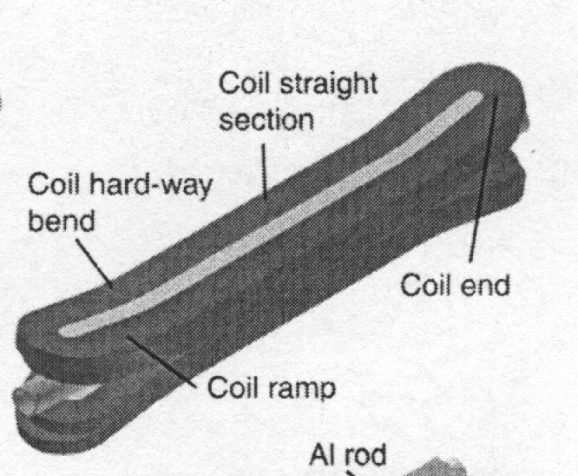 Coil straight
section
Coil hard-way
bend
Coil end
Coil ramp
Al rod